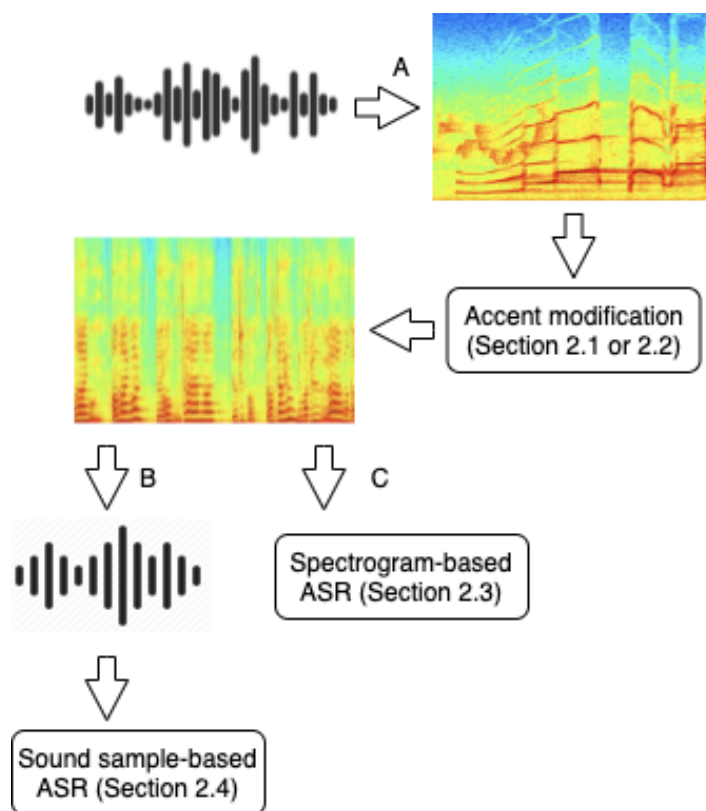 A
Accent modification
(Section 2.1 or 2.2)
B
C
Spectrogram-based
ASR (Section 2.3)
Sound sample-based
ASR (Section 2.4)